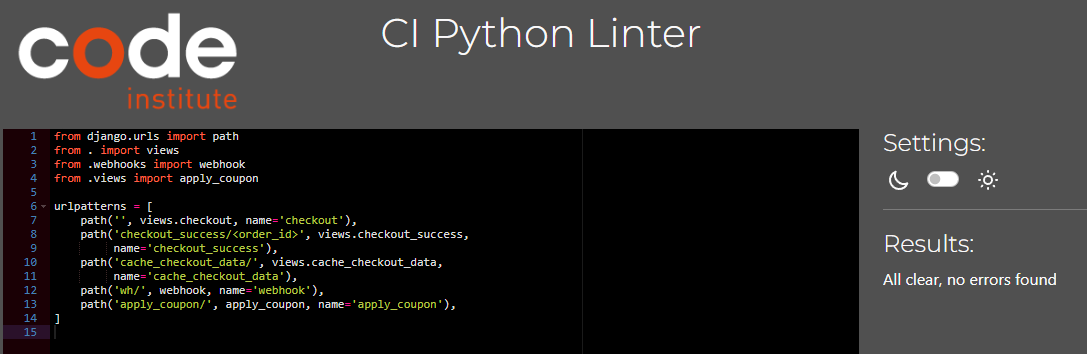 code
institute
CI Python Linter
1 from django.urls import path
2 from . import views
3 from .webhooks import webhook
4 from .views import apply_coupon
5
6 urlpatterns = [
7     path('', views.checkout, name='checkout'),
8     path('checkout_success/<order_id>', views.checkout_success,
9          name='checkout_success'),
10     path('cache_checkout_data/', views.cache_checkout_data,
11          name='cache_checkout_data'),
12     path('wh/', webhook, name='webhook'),
13     path('apply_coupon/', apply_coupon, name='apply_coupon'),
14 ]
15
Settings:
Results:
All clear, no errors found